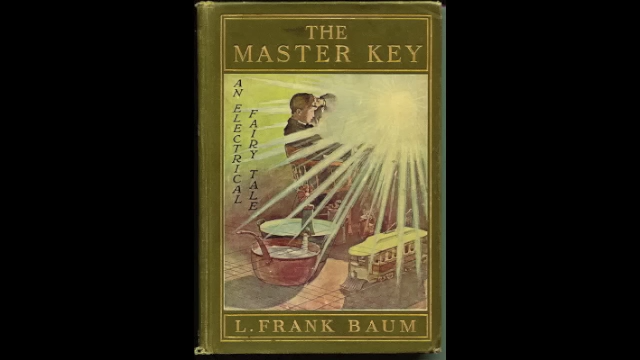 THE
MASTER KEY
AN ELECTRICAL
FAIRY TALE
L. FRANK BAUM